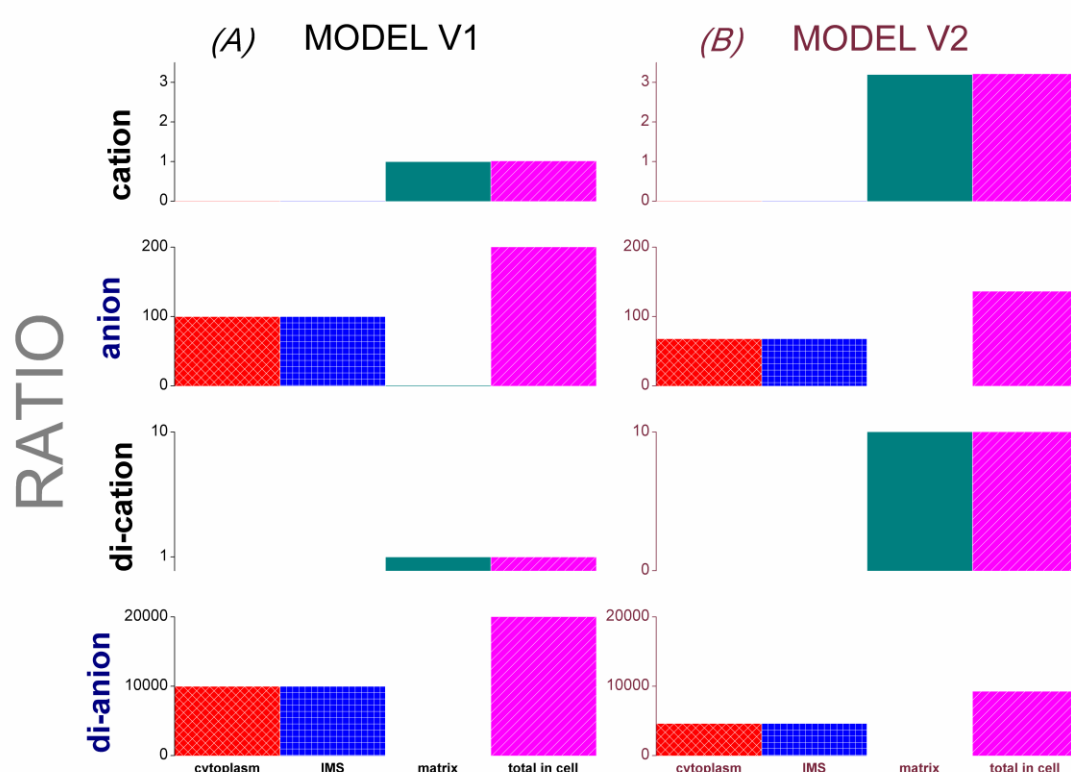 (A) MODEL V1
(B) MODEL V2
RATIO
cation
3
2
1
0
3
2
1
0
anion
200
100
0
200
100
0
di-cation
10
1
10
0
di-anion
20000
10000
0
20000
10000
0
cytoplasm IMS matrix total in cell
cytoplasm IMS matrix total in cell